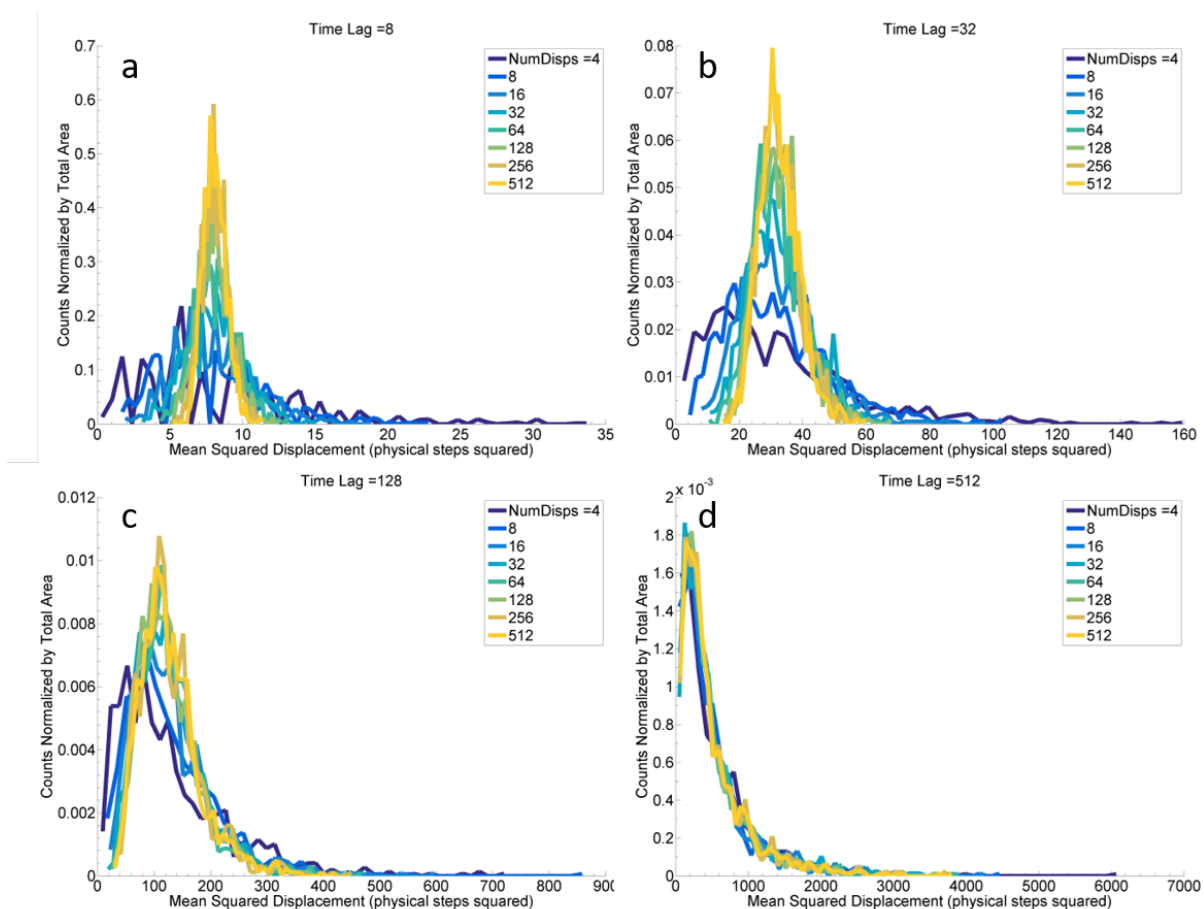 Time Lag =8
a
0.7
0.6
0.5
0.4
0.3
0.2
0.1
0
0 5 10 15 20 25 30 35
Counts Normalized by Total Area
Mean Squared Displacement (physical steps squared)
NumDisps =4
8
16
32
64
128
256
512
Time Lag =32
b
0.08
0.07
0.06
0.05
0.04
0.03
0.02
0.01
0
0 20 40 60 80 100 120 140 160
Counts Normalized by Total Area
Mean Squared Displacement (physical steps squared)
NumDisps =4
8
16
32
64
128
256
512
Time Lag =128
c
0.012
0.01
0.008
0.006
0.004
0.002
0
0 100 200 300 400 500 600 700 800 900
Counts Normalized by Total Area
Mean Squared Displacement (physical steps squared)
NumDisps =4
8
16
32
64
128
256
512
Time Lag =512
d
2 x 10-3
1.8
1.6
1.4
1.2
1
0.8
0.6
0.4
0.2
0
0 1000 2000 3000 4000 5000 6000 7000
Counts Normalized by Total Area
Mean Squared Displacement (physical steps squared)
NumDisps =4
8
16
32
64
128
256
512